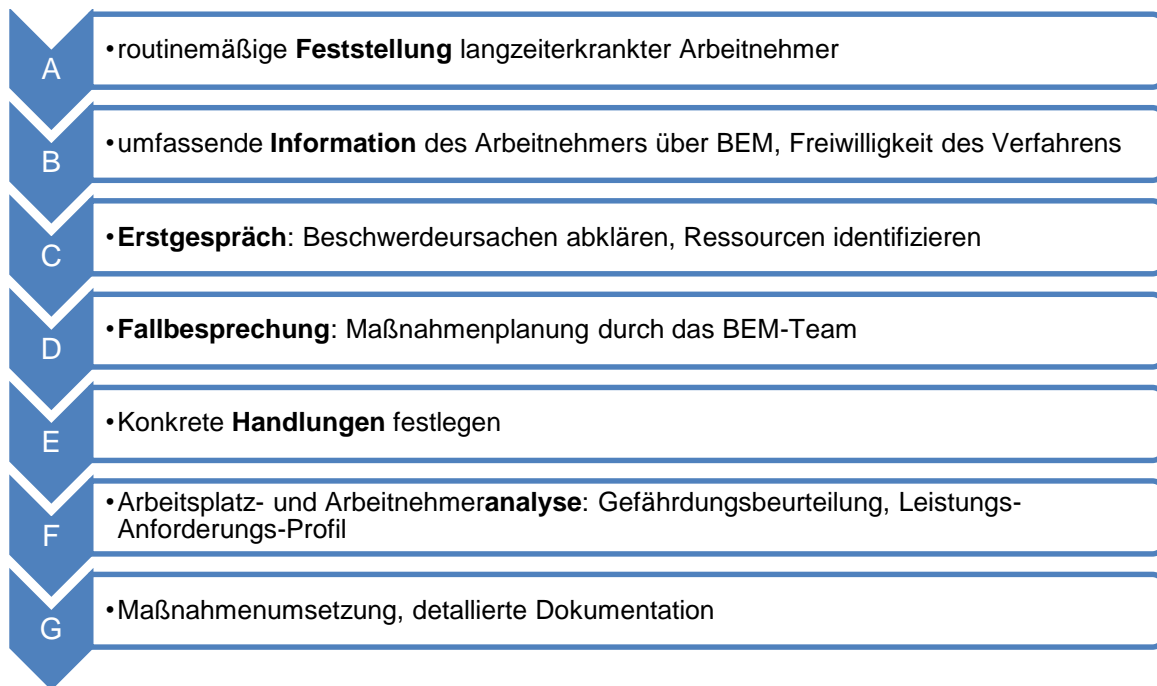 A
•routinemäßige Feststellung langzeiterkrankter Arbeitnehmer
B
•umfassende Information des Arbeitnehmers über BEM, Freiwilligkeit des Verfahrens
C
•Erstgespräch: Beschwerdeursachen abklären, Ressourcen identifizieren
D
•Fallbesprechung: Maßnahmenplanung durch das BEM-Team
E
•Konkrete Handlungen festlegen
F
•Arbeitsplatz- und Arbeitnehmeranalyse: Gefährdungsbeurteilung, Leistungs-
Anforderungs-Profil
G
•Maßnahmenumsetzung, detallierte Dokumentation